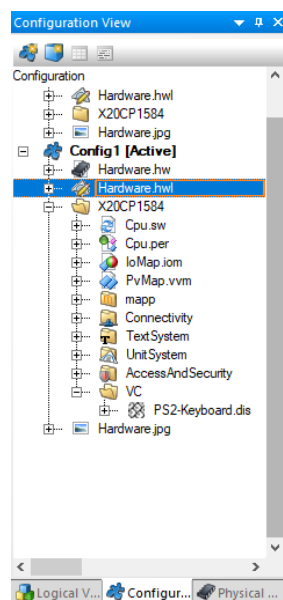 Configuration View
Configuration
Hardware.hwl
X20CP1584
Hardware.jpg
Config1 [Active]
Hardware.hw
Hardware.hwl
X20CP1584
Cpu.sw
Cpu.per
IoMap.iom
PvMap.vvm
mapp
Connectivity
TextSystem
UnitSystem
AccessAndSecurity
VC
PS2-Keyboard.dis
Hardware.jpg
Logical V... Configur... Physical ...